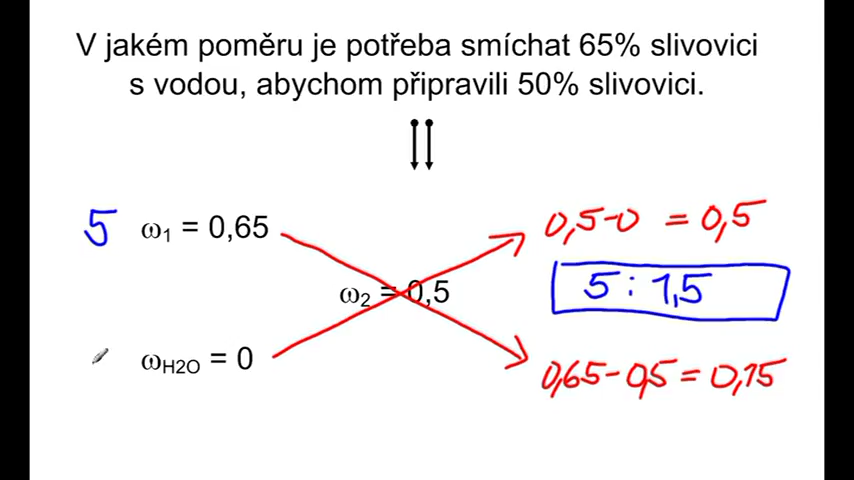 V jakém poměru je potřeba smíchat 65% slivovici
s vodou, abychom připravili 50% slivovici.
5 ω1 = 0,65 0,5-0 = 0,5
ω2 = 0,5 5 : 1,5
ωH2O = 0 0,65-0,5 = 0,15